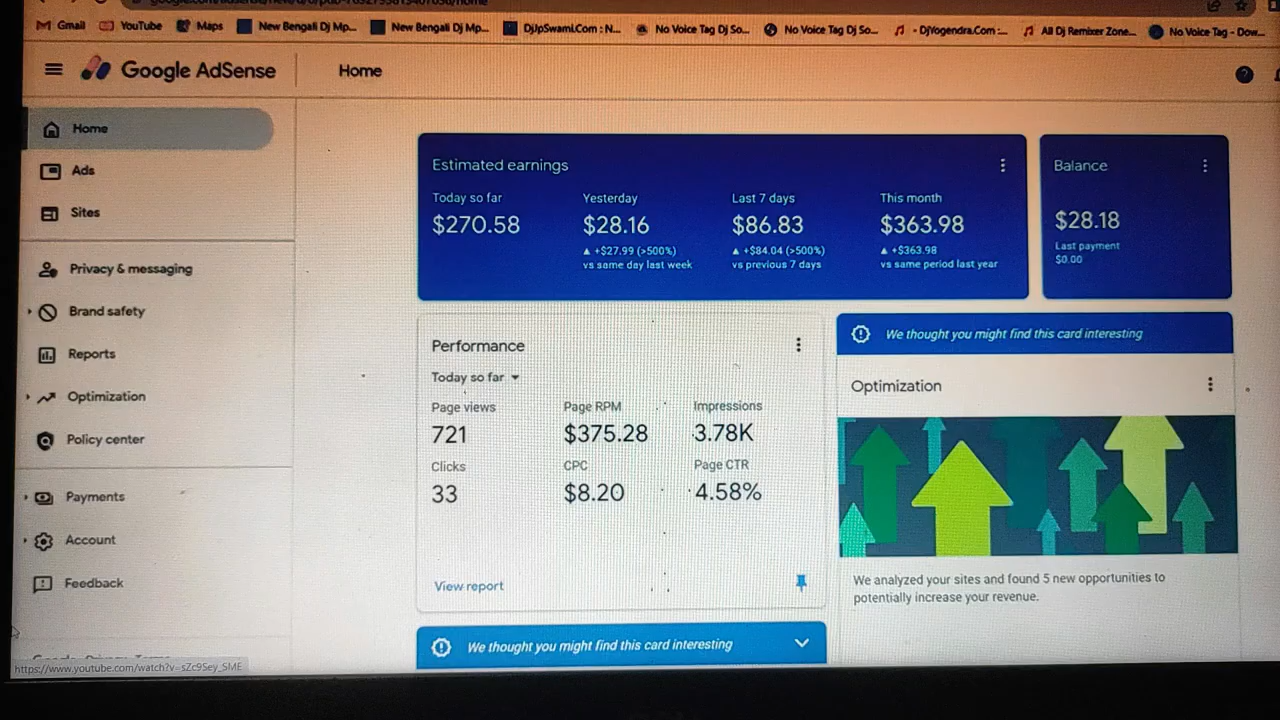 Gmail YouTube Maps New Bengali Dj Mp... New Bengali Dj Mp... DjJpSwami.Com : N... No Voice Tag Dj So... No Voice Tag Dj So... - DjYogendra.Com :... All Dj Remixer Zone... No Voice Tag - Dow...
Google AdSense Home
Home
Ads
Sites
Privacy & messaging
Brand safety
Reports
Optimization
Policy center
Payments
Account
Feedback
https://www.youtube.com/watch?v=sZc9Sey_SME
Estimated earnings
Today so far Yesterday Last 7 days This month
$270.58 $28.16 $86.83 $363.98
▲ +$27.99 (>500%) ▲ +$84.04 (>500%) ▲ +$363.98
vs same day last week vs previous 7 days vs same period last year
Balance
$28.18
Last payment
$0.00
Performance
Today so far
Page views Page RPM Impressions
721 $375.28 3.78K
Clicks CPC Page CTR
33 $8.20 4.58%
View report
We thought you might find this card interesting
We thought you might find this card interesting
Optimization
We analyzed your sites and found 5 new opportunities to
potentially increase your revenue.